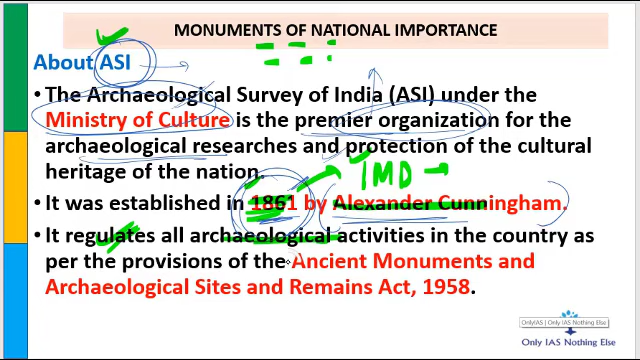 MONUMENTS OF NATIONAL IMPORTANCE
About ASI
• The Archaeological Survey of India (ASI) under the
Ministry of Culture is the premier organization for the
archaeological researches and protection of the cultural
heritage of the nation.
IMD
• It was established in 1861 by Alexander Cunningham.
• It regulates all archaeological activities in the country as
per the provisions of the Ancient Monuments and
Archaeological Sites and Remains Act, 1958.
OnlyIAS | Only IAS Nothing Else
Only IAS Nothing Else